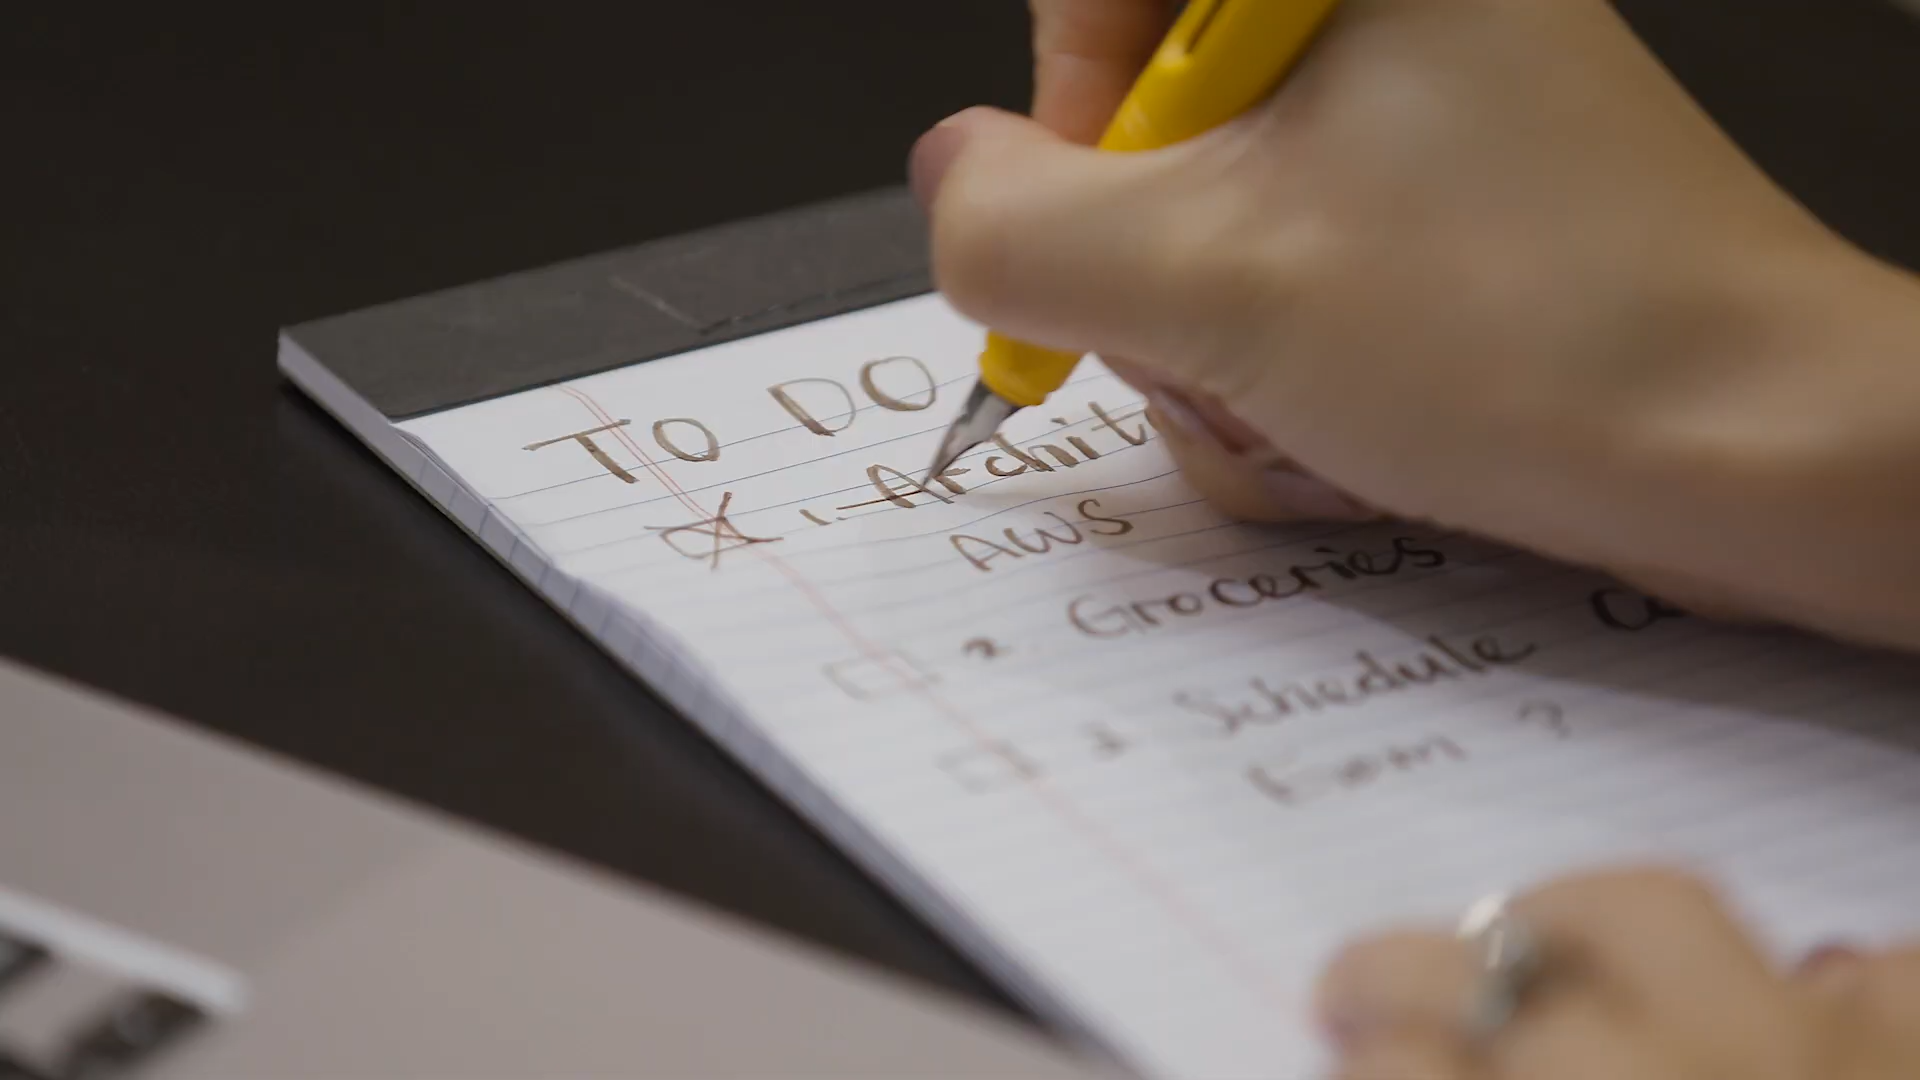 TO DO
1. Archit
AWS
2 Groceries
3 Schedule
Exam ?